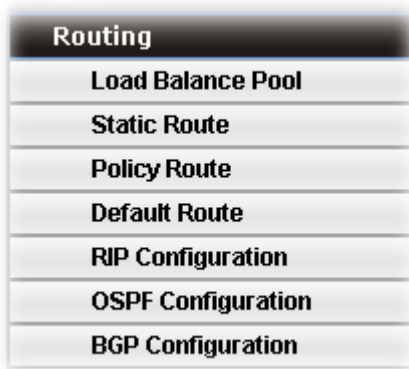 Routing
Load Balance Pool
Static Route
Policy Route
Default Route
RIP Configuration
OSPF Configuration
BGP Configuration